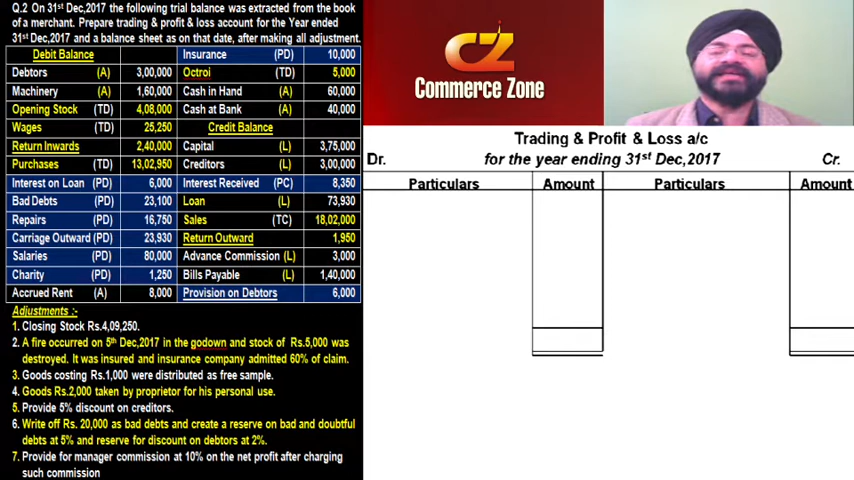 Q.2 On 31st Dec,2017 the following trial balance was extracted from the book
of a merchant. Prepare trading & profit & loss account for the Year ended
31st Dec,2017 and a balance sheet as on that date, after making all adjustment.
Debit Balance
Insurance (PD) 10,000
Debtors (A) 3,00,000
Octroi (TD) 5,000
Machinery (A) 1,60,000
Cash in Hand (A) 60,000
Opening Stock (TD) 4,08,000
Cash at Bank (A) 40,000
Wages (TD) 25,250
Credit Balance
Return Inwards 2,40,000
Capital (L) 3,75,000
Purchases (TD) 13,02,950
Creditors (L) 3,00,000
Interest on Loan (PD) 6,000
Interest Received (PC) 8,350
Bad Debts (PD) 23,100
Loan (L) 73,930
Repairs (PD) 16,750
Sales (TC) 18,02,000
Carriage Outward (PD) 23,930
Return Outward 1,950
Salaries (PD) 80,000
Advance Commission (L) 3,000
Charity (PD) 1,250
Bills Payable (L) 1,40,000
Accrued Rent (A) 8,000
Provision on Debtors 6,000
Adjustments :-
1. Closing Stock Rs.4,09,250.
2. A fire occurred on 5th Dec,2017 in the godown and stock of Rs.5,000 was
destroyed. It was insured and insurance company admitted 60% of claim.
3. Goods costing Rs.1,000 were distributed as free sample.
4. Goods Rs.2,000 taken by proprietor for his personal use.
5. Provide 5% discount on creditors.
6. Write off Rs. 20,000 as bad debts and create a reserve on bad and doubtful
debts at 5% and reserve for discount on debtors at 2%.
7. Provide for manager commission at 10% on the net profit after charging
such commission
CZ
Commerce Zone
Trading & Profit & Loss a/c
Dr. for the year ending 31st Dec,2017 Cr.
Particulars Amount Particulars Amount